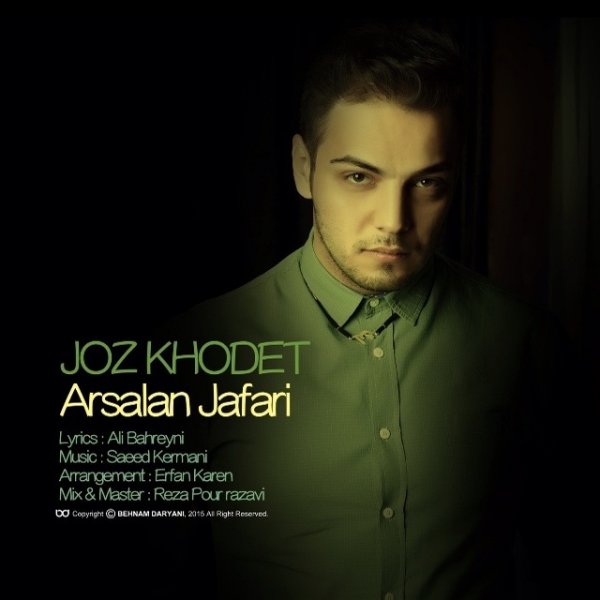 JOZ KHODET
Arsalan Jafari
Lyrics : Ali Bahreyni
Music : Saeed Kermani
Arrangement : Erfan Karen
Mix & Master : Reza Pour razavi
Copyright © BEHNAM DARYANI, 2015 All Right Reserved.